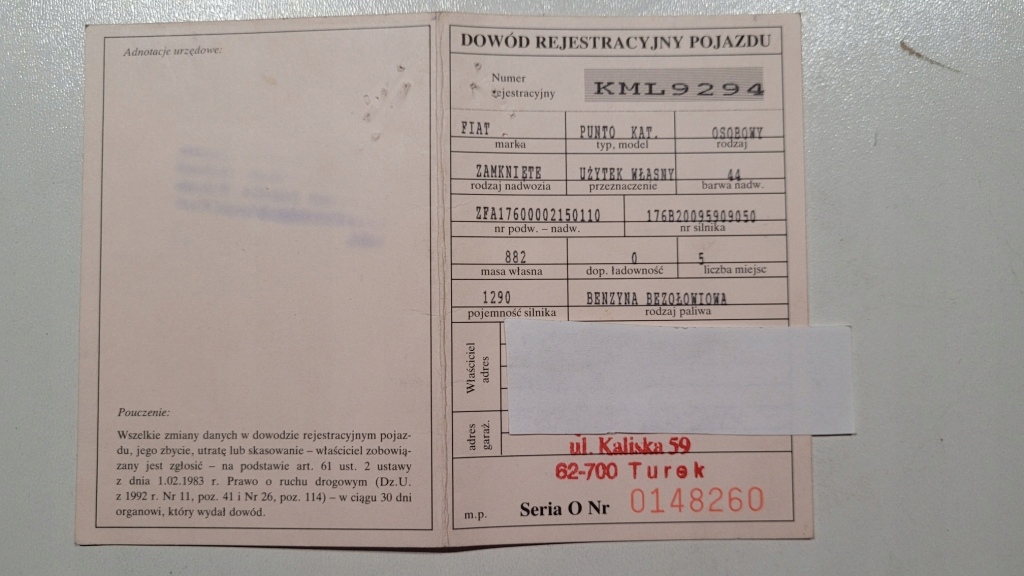 Adnotacje urzędowe:
Pouczenie:
Wszelkie zmiany danych w dowodzie rejestracyjnym pojaz-
du, jego zbycie, utratę lub skasowanie – właściciel zobowią-
zany jest zgłosić – na podstawie art. 61 ust. 2 ustawy
z dnia 1.02.1983 r. Prawo o ruchu drogowym (Dz.U.
z 1992 r. Nr 11, poz. 41 i Nr 26, poz. 114) – w ciągu 30 dni
organowi, który wydał dowód.
DOWÓD REJESTRACYJNY POJAZDU
Numer
rejestracyjny
KML9294
FIAT PUNTO KAT. OSOBOWY
marka typ, model rodzaj
ZAMKNIĘTE UŻYTEK WŁASNY 44
rodzaj nadwozia przeznaczenie barwa nadw.
ZFA17600002150110 176B20095909050
nr podw. – nadw. nr silnika
882 0 5
masa własna dop. ładowność liczba miejsc
1290 BENZYNA BEZOŁOWIOWA
pojemność silnika rodzaj paliwa
Właściciel
adres
adres
garaż.
ul. Kaliska 59
62-700 Turek
m.p. Seria O Nr 0148260